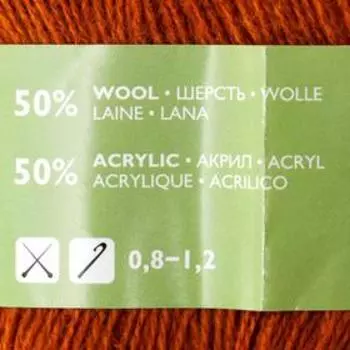 50% WOOL • ШЕРСТЬ • WOLLE
LAINE • LANA
50% ACRYLIC • АКРИЛ • ACRYL
ACRYLIQUE • ACRILICO
0,8–1,2